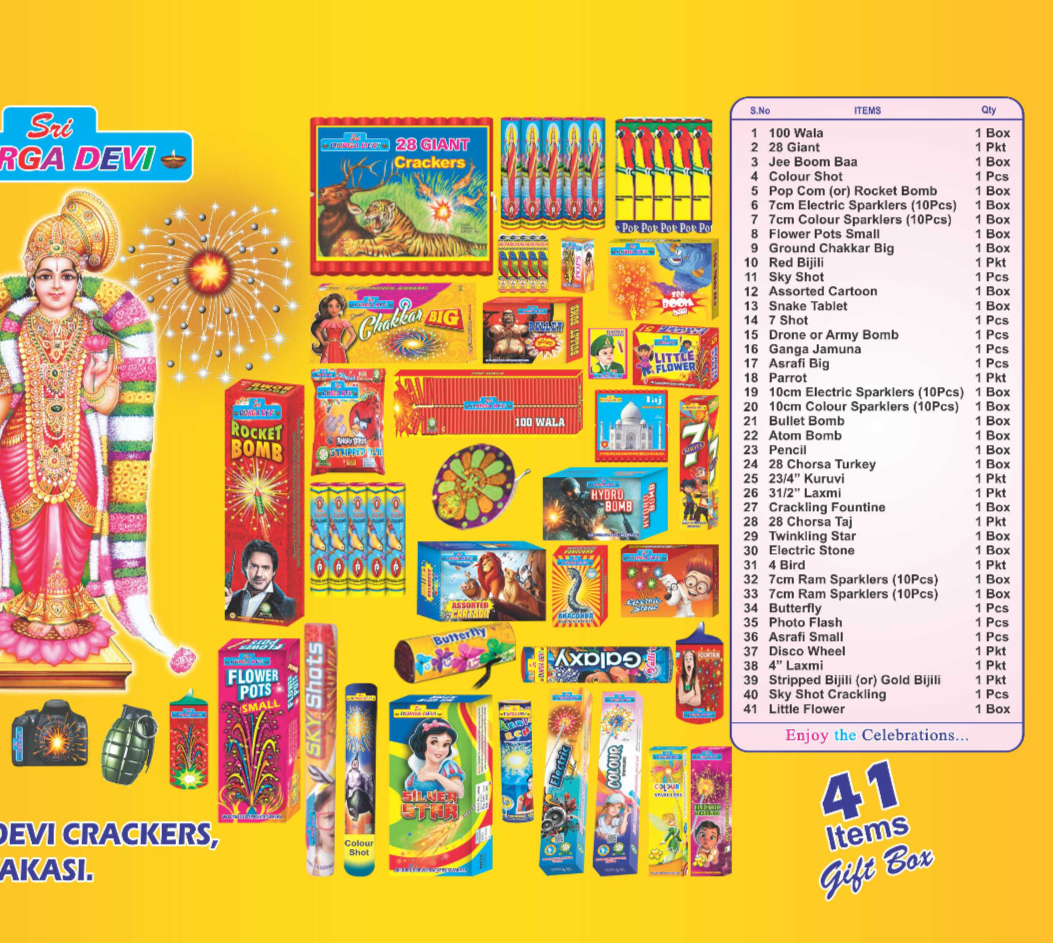 Sri
RGA DEVI
28 GIANT
Crackers
Chakkar BIG
BULLET
BOOM
LITTLE
FLOWER
ROCKET
BOMB
100 WALA
Taj
7
HYDRO
BOMB
ASSORTED
CARTOON
ANACONDA
Electric
Stone
Butterfly
Galaxy
FLOWER
POTS
SMALL
SKY Shots
Colour
Shot
DURGA DEVI
SILVER
STAR
Electric
COLOUR
COLOUR
DEVI CRACKERS,
AKASI.
S.No ITEMS Qty
1 100 Wala 1 Box
2 28 Giant 1 Pkt
3 Jee Boom Baa 1 Box
4 Colour Shot 1 Pcs
5 Pop Com (or) Rocket Bomb 1 Box
6 7cm Electric Sparklers (10Pcs) 1 Box
7 7cm Colour Sparklers (10Pcs) 1 Box
8 Flower Pots Small 1 Box
9 Ground Chakkar Big 1 Box
10 Red Bijili 1 Pkt
11 Sky Shot 1 Pcs
12 Assorted Cartoon 1 Box
13 Snake Tablet 1 Box
14 7 Shot 1 Pcs
15 Drone or Army Bomb 1 Pcs
16 Ganga Jamuna 1 Pcs
17 Asrafi Big 1 Pcs
18 Parrot 1 Pkt
19 10cm Electric Sparklers (10Pcs) 1 Box
20 10cm Colour Sparklers (10Pcs) 1 Box
21 Bullet Bomb 1 Box
22 Atom Bomb 1 Box
23 Pencil 1 Box
24 28 Chorsa Turkey 1 Box
25 23/4” Kuruvi 1 Pkt
26 31/2” Laxmi 1 Pkt
27 Crackling Fountine 1 Box
28 28 Chorsa Taj 1 Pkt
29 Twinkling Star 1 Box
30 Electric Stone 1 Box
31 4 Bird 1 Pkt
32 7cm Ram Sparklers (10Pcs) 1 Box
33 7cm Ram Sparklers (10Pcs) 1 Box
34 Butterfly 1 Pcs
35 Photo Flash 1 Pcs
36 Asrafi Small 1 Pcs
37 Disco Wheel 1 Pkt
38 4” Laxmi 1 Pkt
39 Stripped Bijili (or) Gold Bijili 1 Pkt
40 Sky Shot Crackling 1 Pcs
41 Little Flower 1 Box
Enjoy the Celebrations...
41
Items
Gift Box